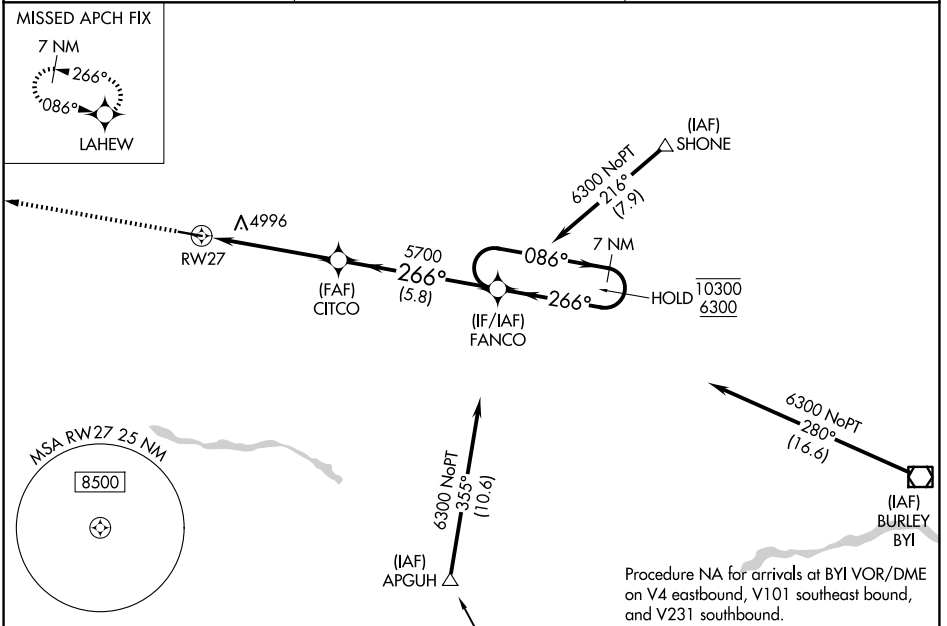 MISSED APCH FIX
7 NM
266°
086°
LAHEW
(IAF)
SHONE
6300 NoPT
216°
(7.9)
4996
RW27
7 NM
086°
5700
266°
(5.8)
(FAF)
CITCO
266°
HOLD
10300
6300
(IF/IAF)
FANCO
MSA RW27 25 NM
8500
6300 NoPT
355°
(10.6)
(IAF)
APGUH
6300 NoPT
280°
(16.6)
(IAF)
BURLEY
BYI
Procedure NA for arrivals at BYI VOR/DME
on V4 eastbound, V101 southeast bound,
and V231 southbound.